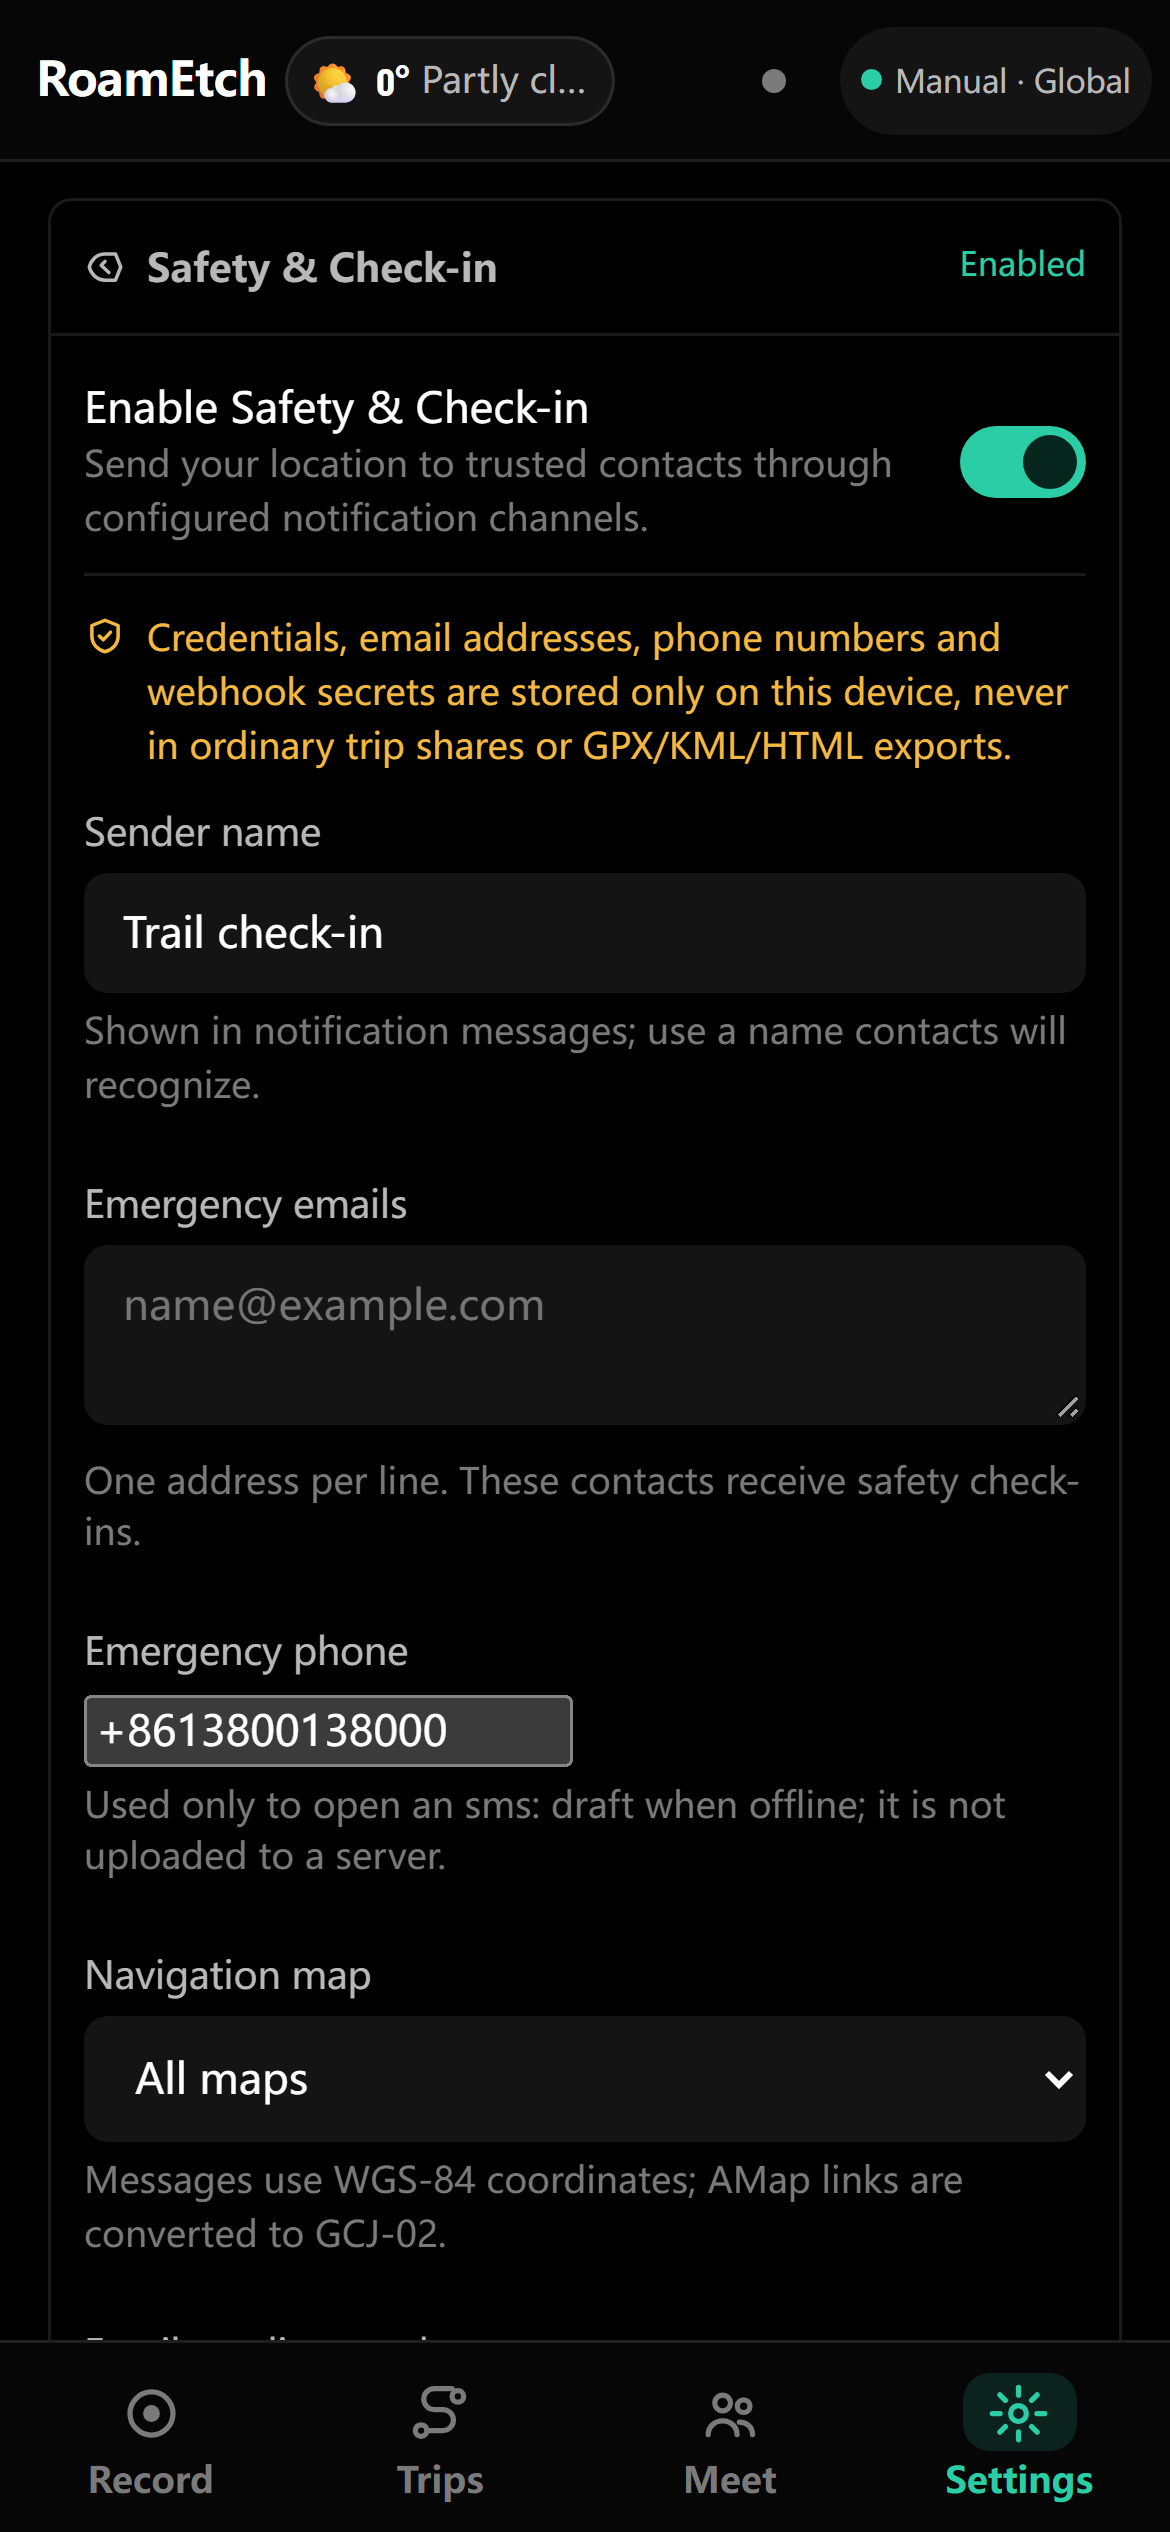 RoamEtch
0° Partly cl...
Manual · Global
Safety & Check-in
Enabled
Enable Safety & Check-in
Send your location to trusted contacts through
configured notification channels.
Credentials, email addresses, phone numbers and
webhook secrets are stored only on this device, never
in ordinary trip shares or GPX/KML/HTML exports.
Sender name
Trail check-in
Shown in notification messages; use a name contacts will
recognize.
Emergency emails
name@example.com
One address per line. These contacts receive safety check-
ins.
Emergency phone
+8613800138000
Used only to open an sms: draft when offline; it is not
uploaded to a server.
Navigation map
All maps
Messages use WGS-84 coordinates; AMap links are
converted to GCJ-02.
Record
Trips
Meet
Settings